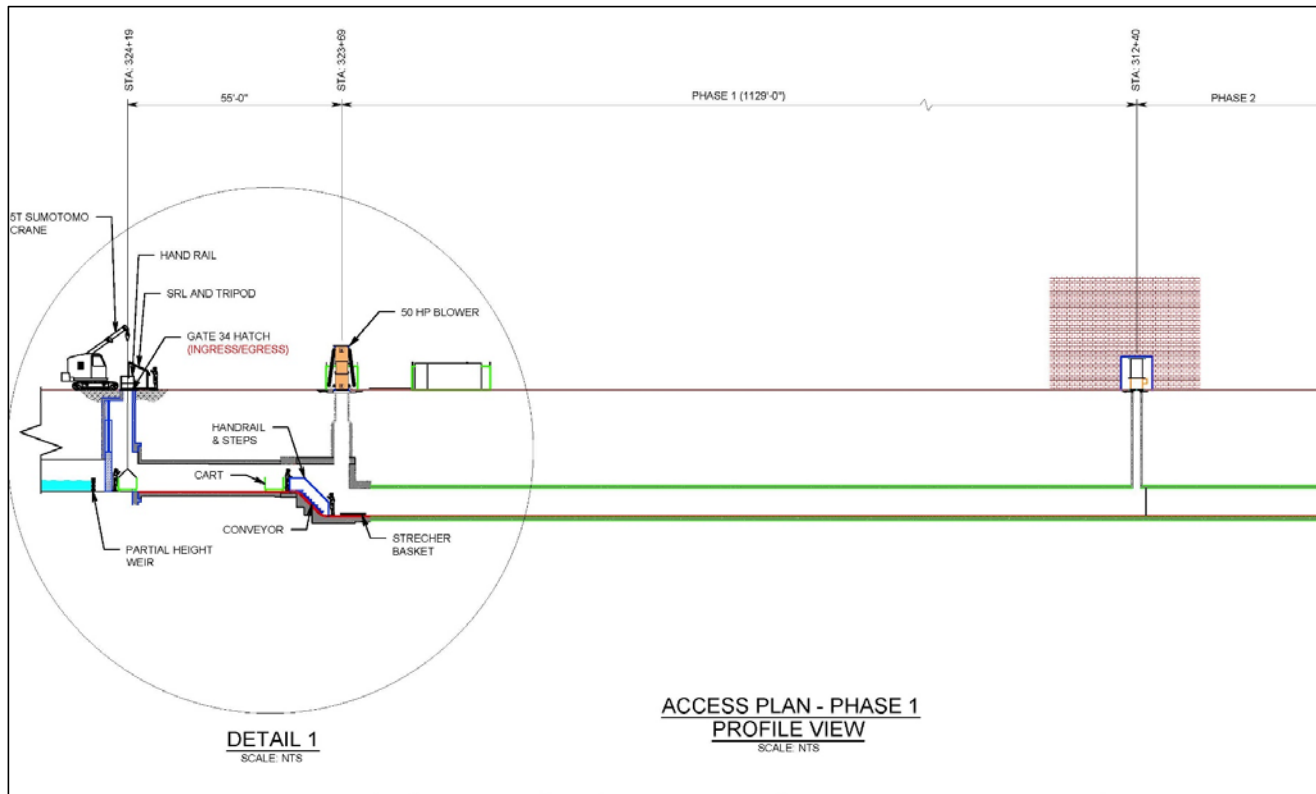 STA: 324+19
STA: 323+69
STA: 312+40
55'-0"
PHASE 1 (1129'-0")
PHASE 2
5T SUMOTOMO
CRANE
HAND RAIL
SRL AND TRIPOD
GATE 34 HATCH
(INGRESS/EGRESS)
50 HP BLOWER
HANDRAIL
& STEPS
CART
CONVEYOR
STRECHER
BASKET
PARTIAL HEIGHT
WEIR
DETAIL 1
SCALE: NTS
ACCESS PLAN - PHASE 1
PROFILE VIEW
SCALE: NTS